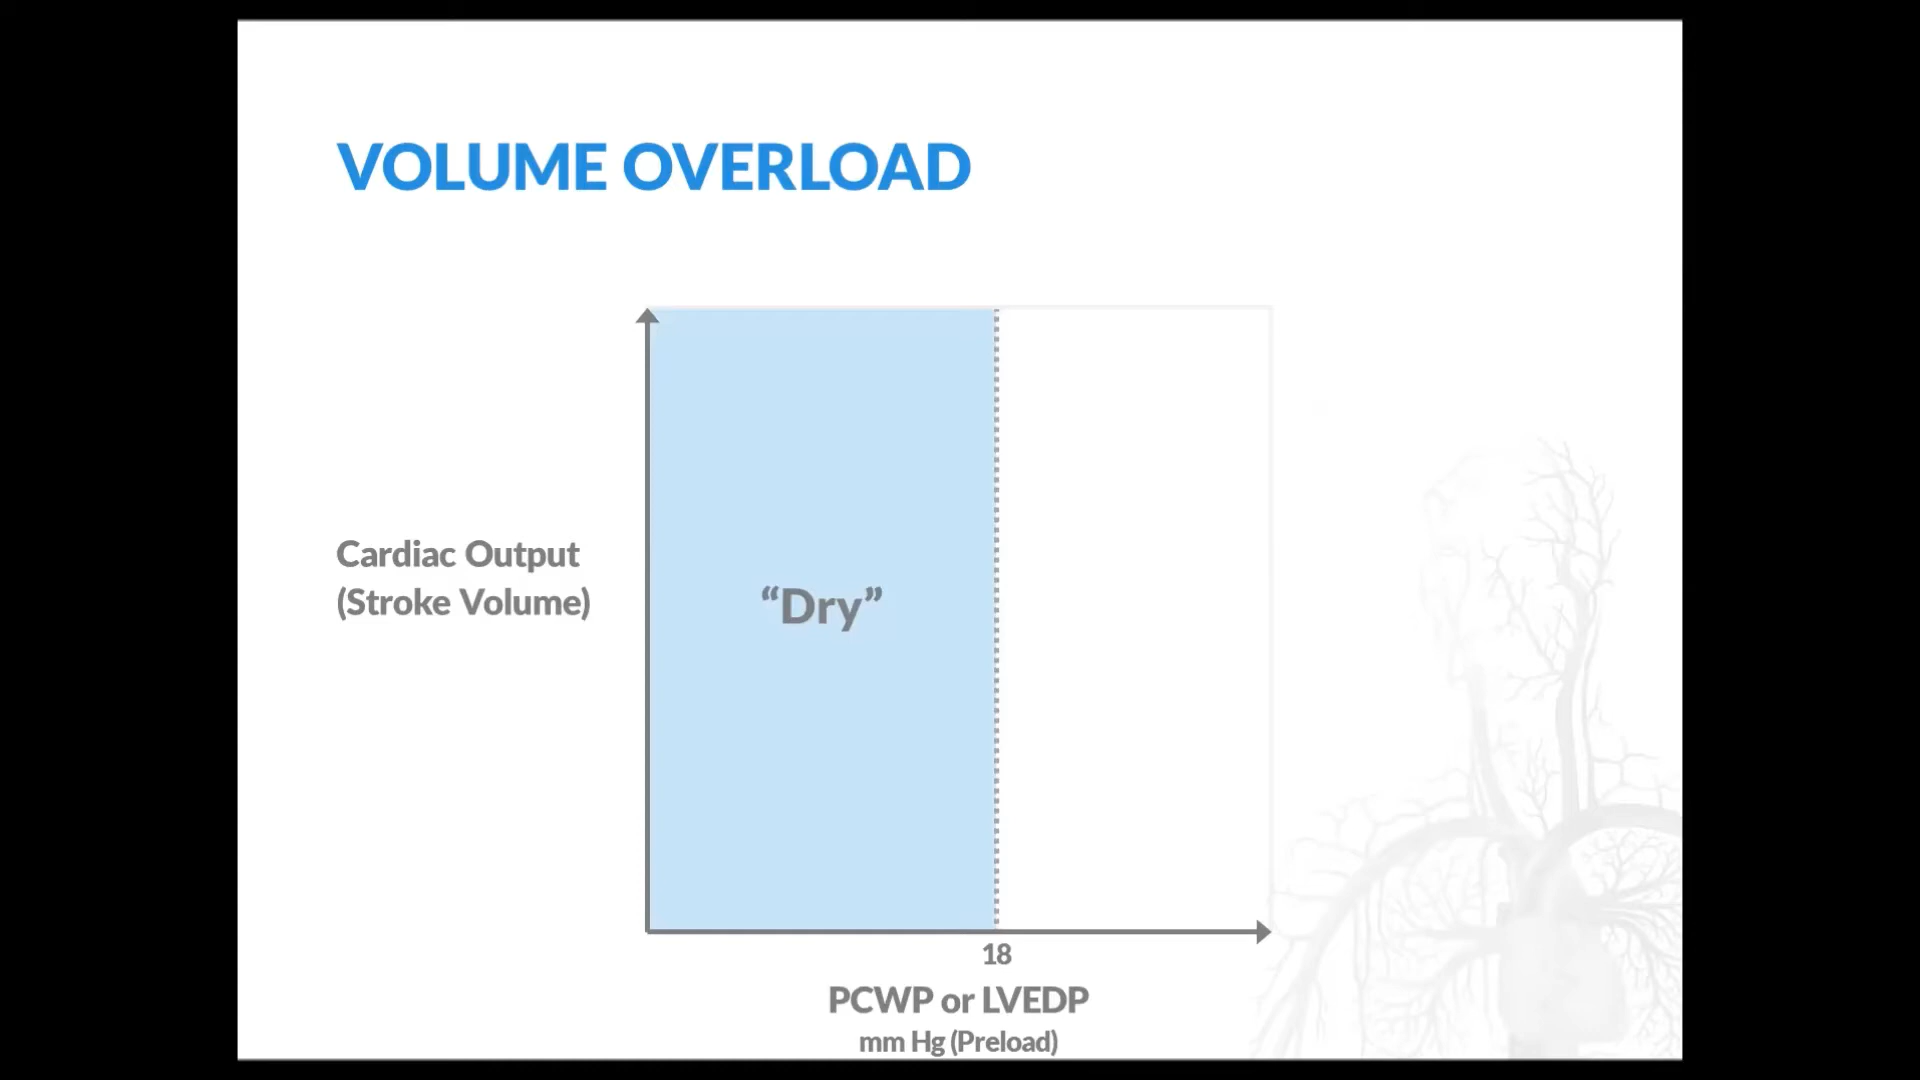 VOLUME OVERLOAD
Cardiac Output
(Stroke Volume)
“Dry”
18
PCWP or LVEDP
mm Hg (Preload)